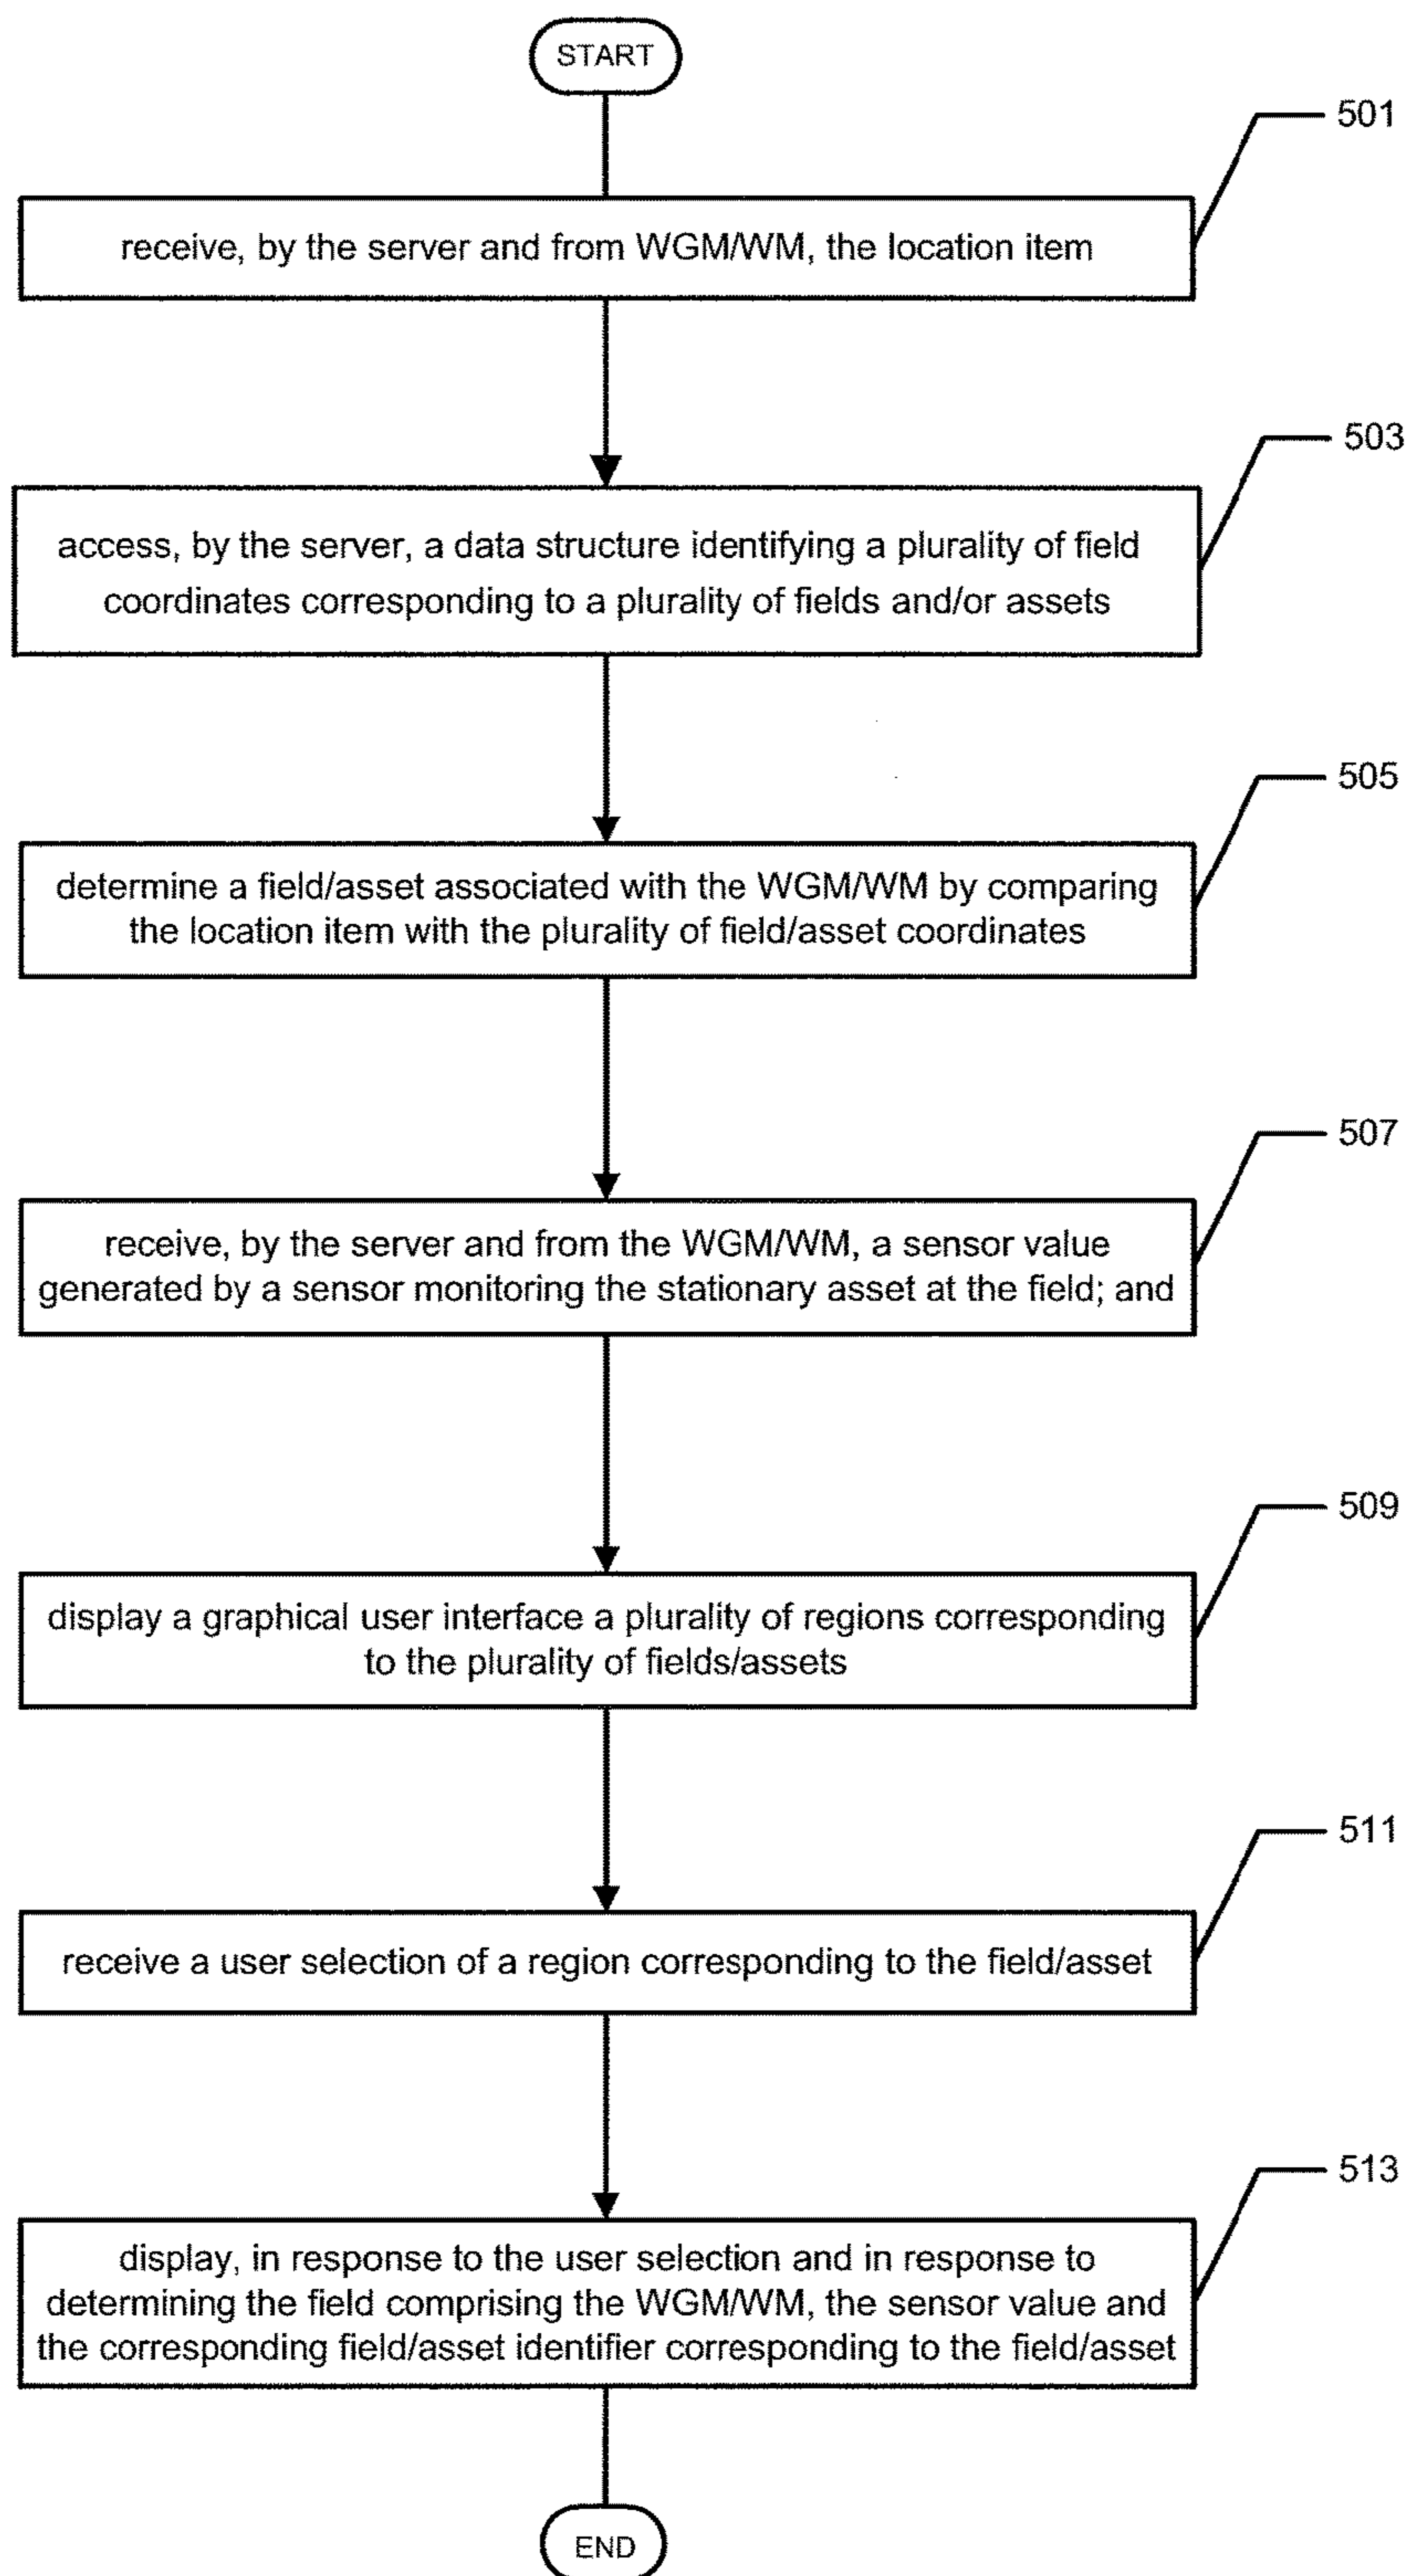 START
501
receive, by the server and from WGM/WM, the location item
503
access, by the server, a data structure identifying a plurality of field
coordinates corresponding to a plurality of fields and/or assets
505
determine a field/asset associated with the WGM/WM by comparing
the location item with the plurality of field/asset coordinates
507
receive, by the server and from the WGM/WM, a sensor value
generated by a sensor monitoring the stationary asset at the field; and
509
display a graphical user interface a plurality of regions corresponding
to the plurality of fields/assets
511
receive a user selection of a region corresponding to the field/asset
513
display, in response to the user selection and in response to
determining the field comprising the WGM/WM, the sensor value and
the corresponding field/asset identifier corresponding to the field/asset
END